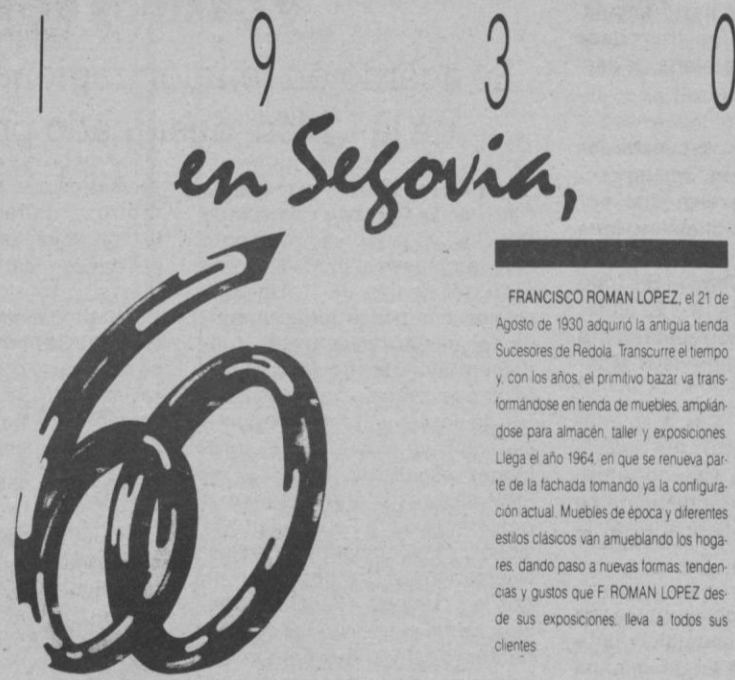 1 9 3 0
en Segovia,
60
FRANCISCO ROMAN LOPEZ, el 21 de
Agosto de 1930 adquirió la antigua tienda
Sucesores de Redola. Transcurre el tiempo
y, con los años, el primitivo bazar va trans-
formándose en tienda de muebles, amplián-
dose para almacén, taller y exposiciones.
Llega el año 1964, en que se renueva par-
te de la fachada tomando ya la configura-
ción actual. Muebles de época y diferentes
estilos clásicos van amueblando los hoga-
res, dando paso a nuevas formas, tenden-
cias y gustos que F. ROMAN LOPEZ des-
de sus exposiciones, lleva a todos sus
clientes